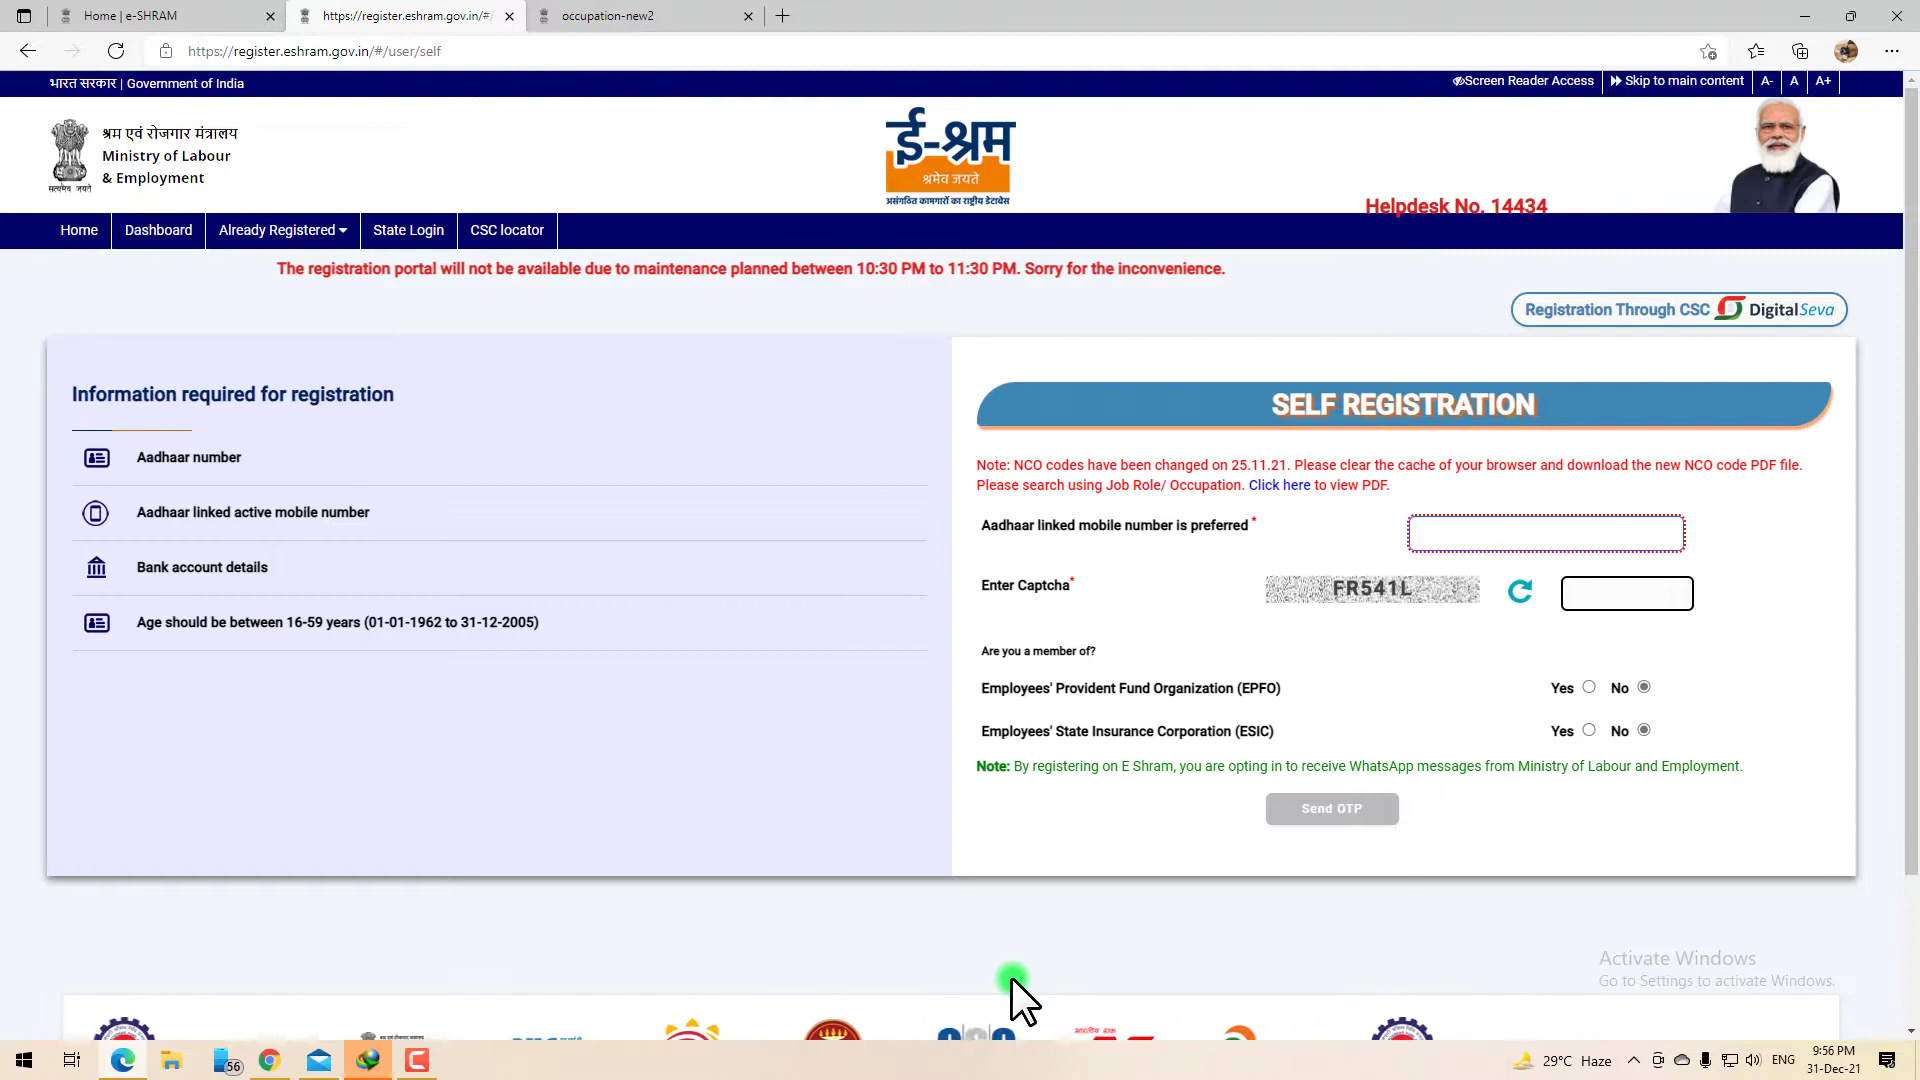 Home | e-SHRAM
https://register.eshram.gov.in/#/
occupation-new2
https://register.eshram.gov.in/#/user/self
भारत सरकार | Government of India
Screen Reader Access
Skip to main content
A-
A
A+
श्रम एवं रोजगार मंत्रालय
Ministry of Labour
& Employment
सत्यमेव जयते
ई-श्रम
श्रमेव जयते
असंगठित कामगारों का राष्ट्रीय डेटाबेस
Helpdesk No. 14434
Home
Dashboard
Already Registered
State Login
CSC locator
The registration portal will not be available due to maintenance planned between 10:30 PM to 11:30 PM. Sorry for the inconvenience.
Registration Through CSC DigitalSeva
Information required for registration
Aadhaar number
Aadhaar linked active mobile number
Bank account details
Age should be between 16-59 years (01-01-1962 to 31-12-2005)
SELF REGISTRATION
Note: NCO codes have been changed on 25.11.21. Please clear the cache of your browser and download the new NCO code PDF file.
Please search using Job Role/ Occupation. Click here to view PDF.
Aadhaar linked mobile number is preferred *
Enter Captcha*
FR541L
Are you a member of?
Employees' Provident Fund Organization (EPFO)
Yes
No
Employees' State Insurance Corporation (ESIC)
Yes
No
Note: By registering on E Shram, you are opting in to receive WhatsApp messages from Ministry of Labour and Employment.
Send OTP
Activate Windows
Go to Settings to activate Windows.
56
29°C Haze
ENG
9:56 PM
31-Dec-21